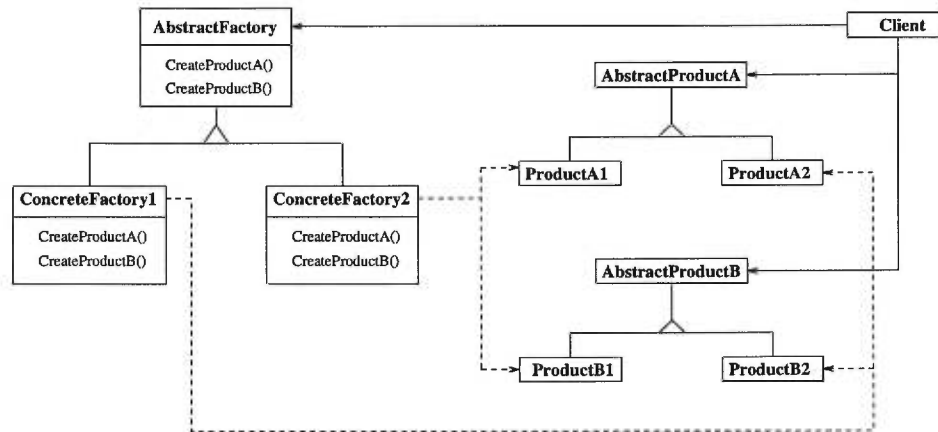 AbstractFactory
CreateProductA()
CreateProductB()
Client
AbstractProductA
ProductA1
ProductA2
ConcreteFactory1
CreateProductA()
CreateProductB()
ConcreteFactory2
CreateProductA()
CreateProductB()
AbstractProductB
ProductB1
ProductB2